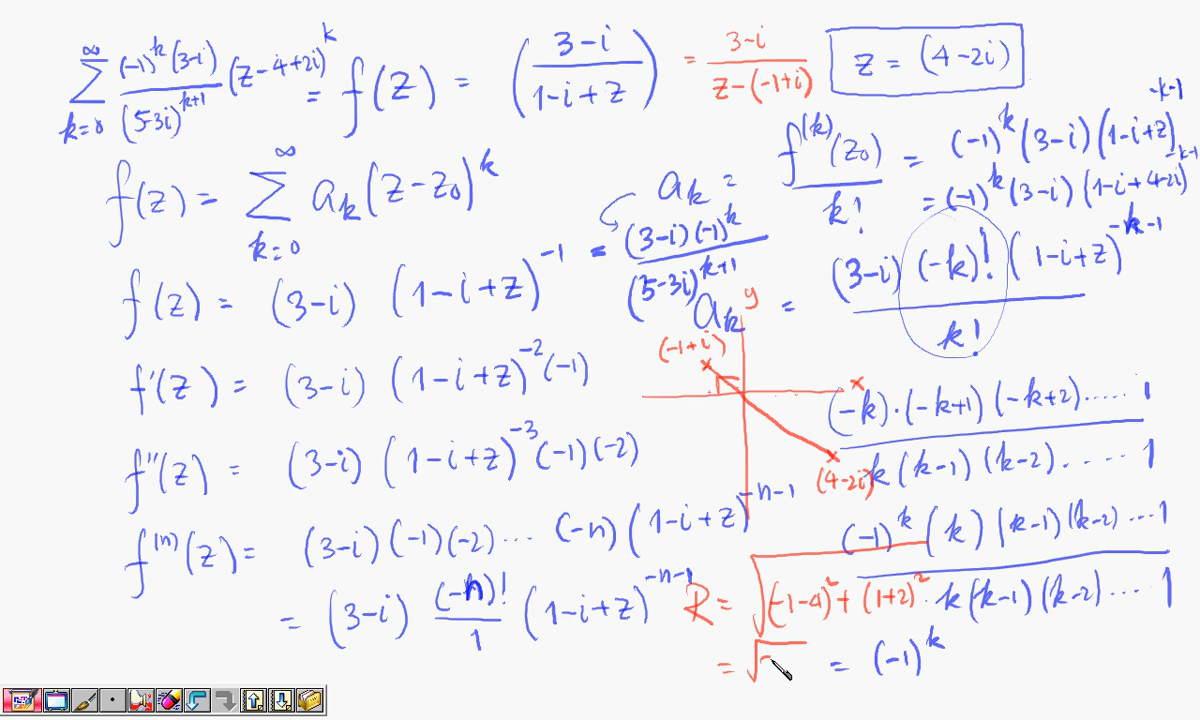 ∞
∑ (-1)^k (3-i) / (5-3i)^{k+1} (z-4+2i)^k = f(z) = ( 3-i / 1-i+z ) = 3-i / z-(-1+i)
k=0
z = (4-2i)
f(z) = ∑_{k=0}^{∞} a_k (z-z_0)^k
a_k = f^{(k)}(z_0) / k! = (-1)^k (3-i) (1-i+z)^{-k-1}
= (-1)^k (3-i) (1-i+4-2i)^{-k-1}
= (3-i)(-1)^k / (5-3i)^{k+1}
f(z) = (3-i) (1-i+z)^{-1}
a_k = (3-i) (-k)! (1-i+z)^{-k-1} / k!
y
(-1+i)
x
(4-2i)
f'(z) = (3-i) (1-i+z)^{-2} (-1)
(-k)·(-k+1)(-k+2).....1 / k(k-1)(k-2).....1
f''(z) = (3-i) (1-i+z)^{-3} (-1)(-2)
f^{(n)}(z) = (3-i)(-1)(-2)... (-n)(1-i+z)^{-n-1}
(-1)^k (k)(k-1)(k-2)...1 / k(k-1)(k-2)...1
= (3-i) (-n)!/1 (1-i+z)^{-n-1}
R = √(-1-4)^2+(1+2)^2
= √
= (-1)^k